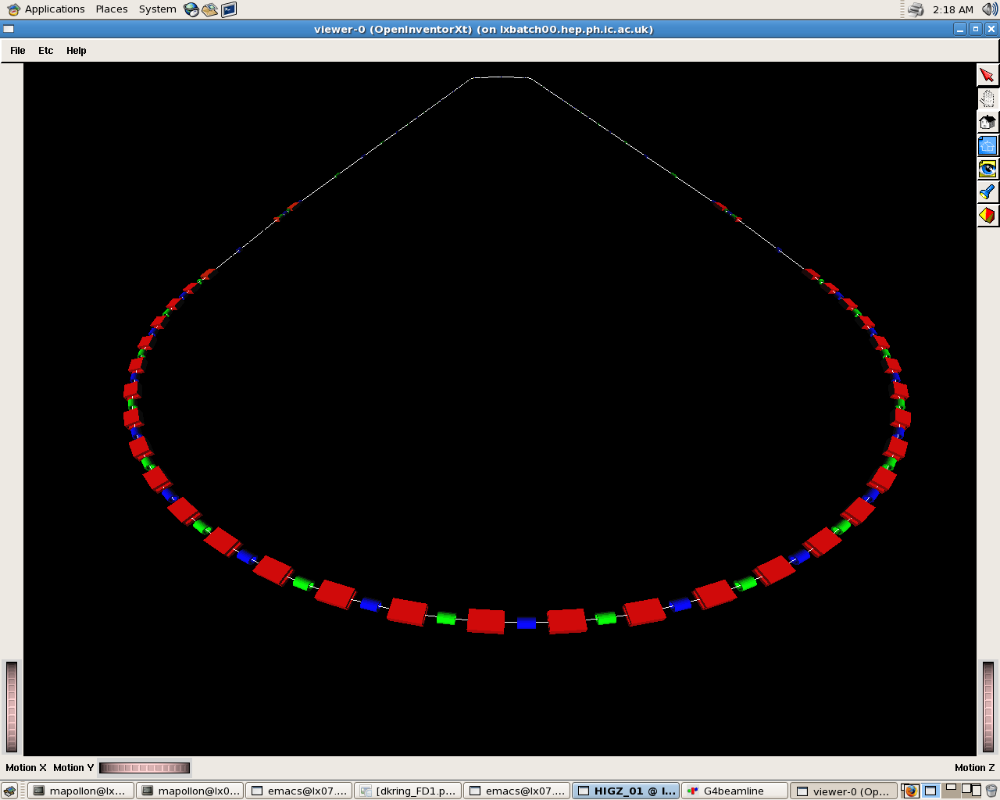 Applications Places System 2:18 AM
viewer-0 (OpenInventorXt) (on lxbatch00.hep.ph.ic.ac.uk)
File Etc Help
Motion X Motion Y Motion Z
mapollon@lx... mapollon@lx0... emacs@lx07.... [dkring_FD1.p... emacs@lx07.... HIGZ_01 @ l... G4beamline viewer-0 (Op...